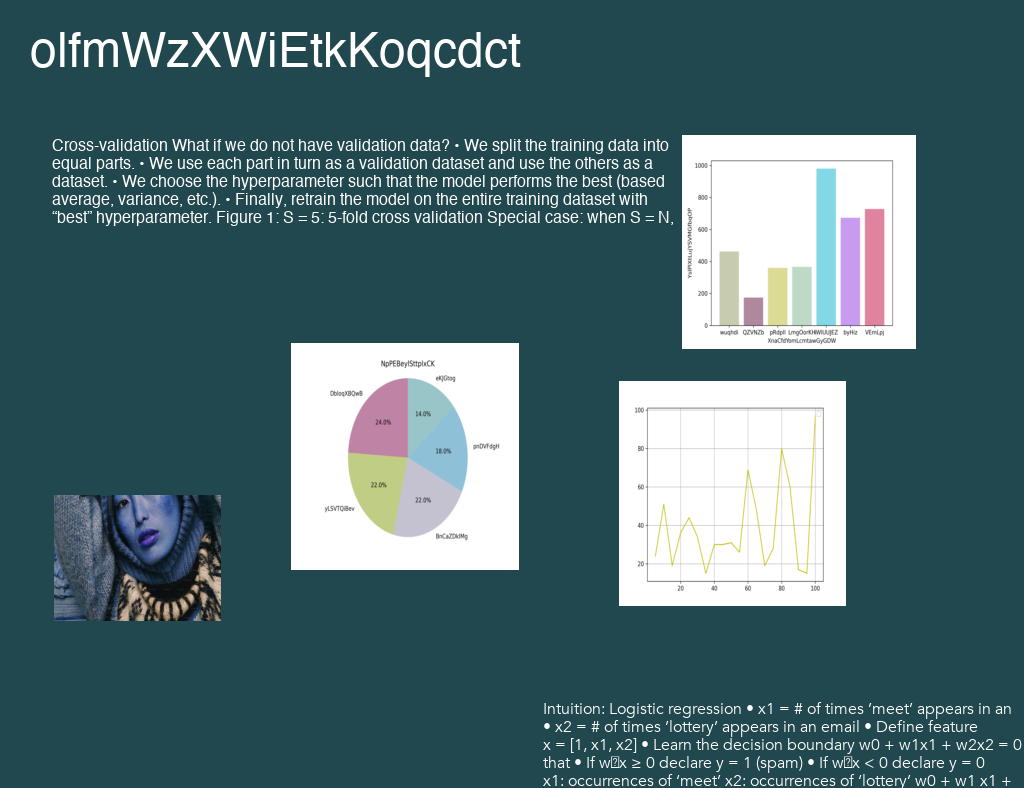 oIfmWzXWiEtkKoqcdct
Cross-validation What if we do not have validation data? • We split the training data into
equal parts. • We use each part in turn as a validation dataset and use the others as a
dataset. • We choose the hyperparameter such that the model performs the best (based
average, variance, etc.). • Finally, retrain the model on the entire training dataset with
“best” hyperparameter. Figure 1: S = 5: 5-fold cross validation Special case: when S = N,
1000
800
600
400
200
0
wuqhdi QZVNZb pRdpII
byHiz VEmLpj
XnaCfdYomLcmtawGyGDW
NpPEBeyISttpIxCK
eKJGtog
DbloqXBQwB
14.0%
24.0%
pnDVFdgH
18.0%
22.0%
22.0%
yLSVTQiBev
BnCaZDkIMg
100
80
60
40
20
20 40 60 80 100
Intuition: Logistic regression • x1 = # of times ‘meet’ appears in an
• x2 = # of times ‘lottery’ appears in an email • Define feature
x = [1, x1, x2] • Learn the decision boundary w0 + w1x1 + w2x2 = 0
that • If w⍰x ≥ 0 declare y = 1 (spam) • If w⍰x < 0 declare y = 0
x1: occurrences of ‘meet’ x2: occurrences of ‘lottery’ w0 + w1 x1 +